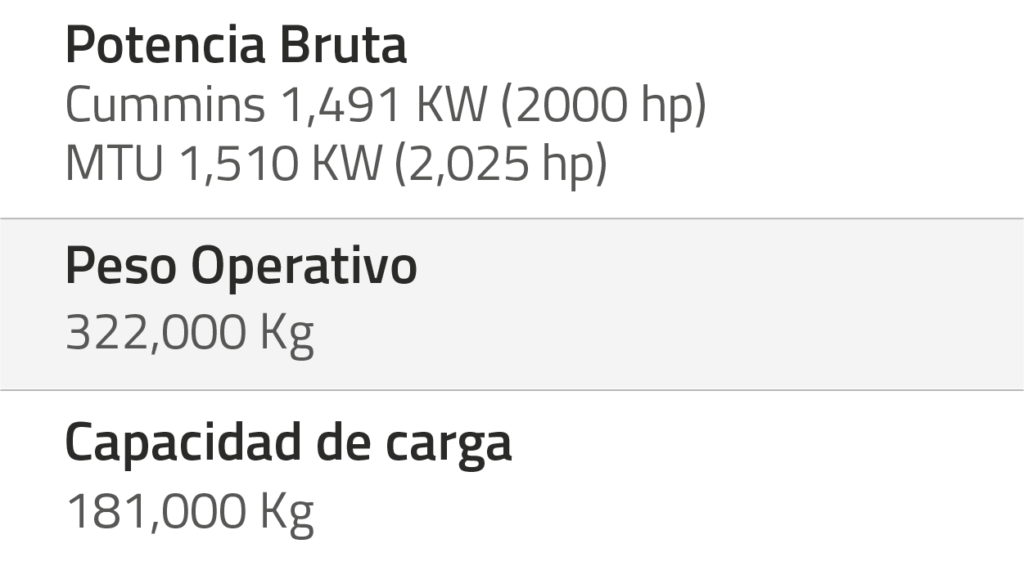 Potencia Bruta
Cummins 1,491 KW (2000 hp)
MTU 1,510 KW (2,025 hp)
Peso Operativo
322,000 Kg
Capacidad de carga
181,000 Kg